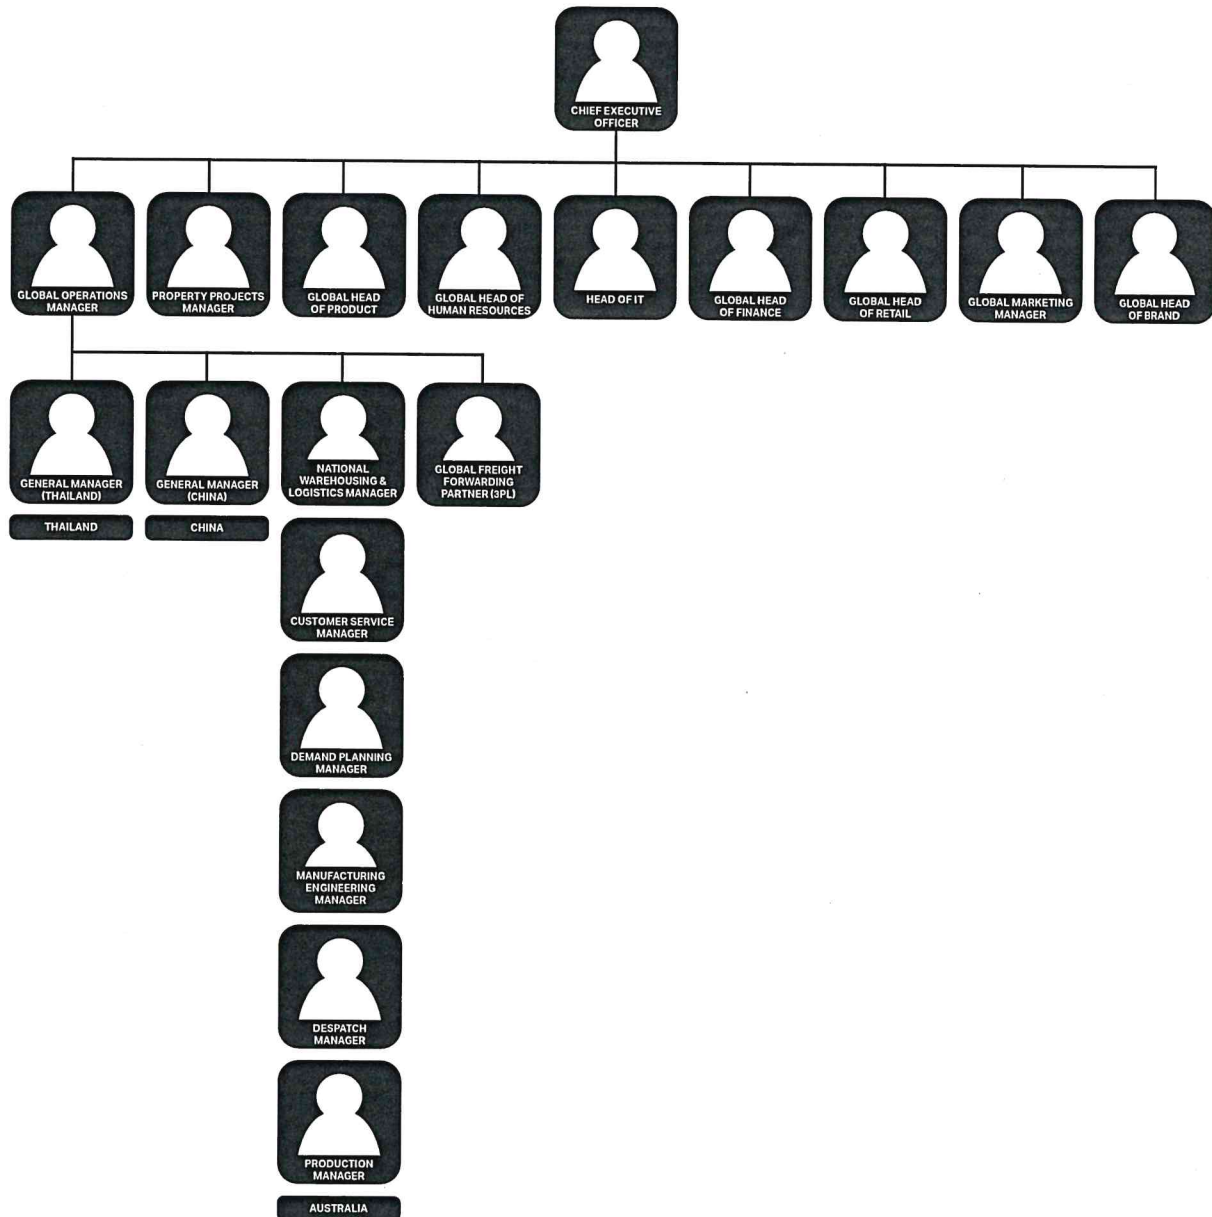 CHIEF EXECUTIVE
OFFICER
GLOBAL OPERATIONS
MANAGER
PROPERTY PROJECTS
MANAGER
GLOBAL HEAD
OF PRODUCT
GLOBAL HEAD OF
HUMAN RESOURCES
HEAD OF IT
GLOBAL HEAD
OF FINANCE
GLOBAL HEAD
OF RETAIL
GLOBAL MARKETING
MANAGER
GLOBAL HEAD
OF BRAND
GENERAL MANAGER
(THAILAND)
GENERAL MANAGER
(CHINA)
NATIONAL
WAREHOUSING &
LOGISTICS MANAGER
GLOBAL FREIGHT
FORWARDING
PARTNER (3PL)
THAILAND
CHINA
CUSTOMER SERVICE
MANAGER
DEMAND PLANNING
MANAGER
MANUFACTURING
ENGINEERING
MANAGER
DESPATCH
MANAGER
PRODUCTION
MANAGER
AUSTRALIA